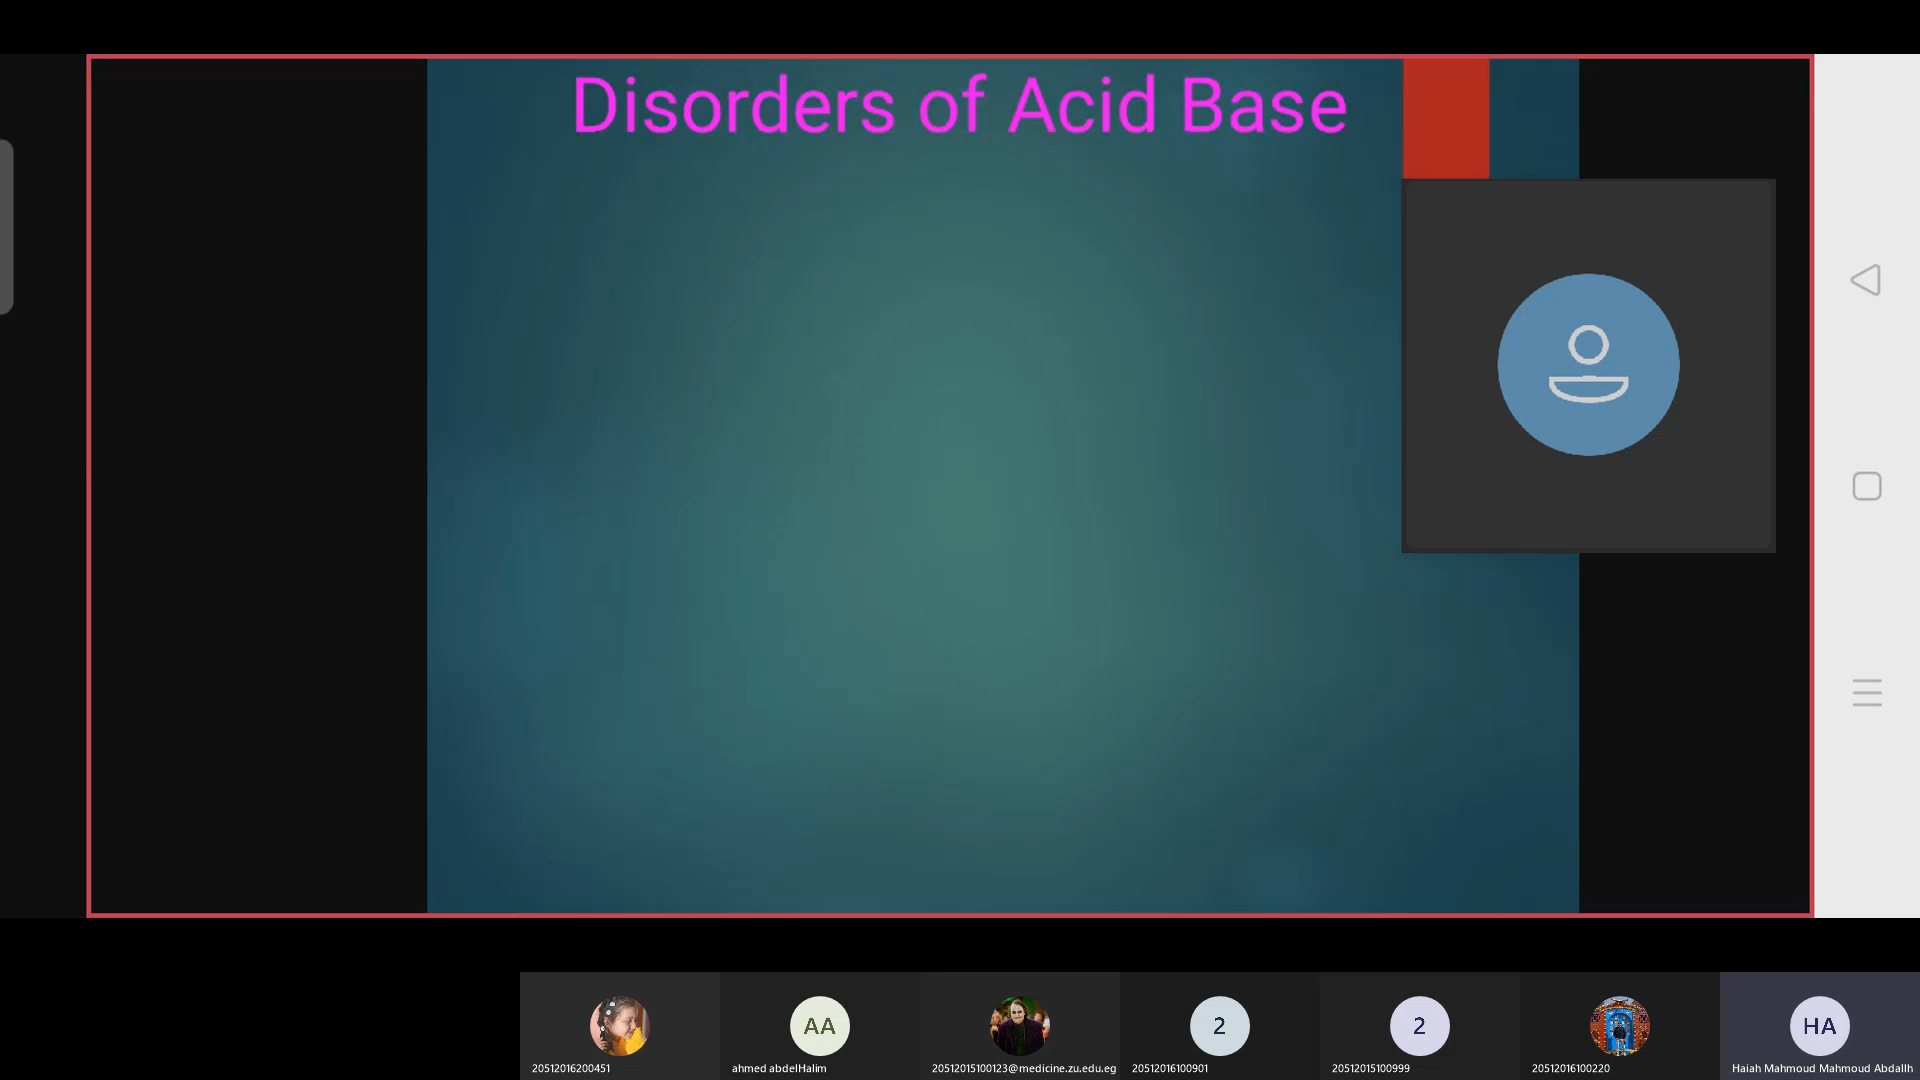 Disorders of Acid Base
20512016200451
AA
ahmed abdelHalim
20512015100123@medicine.zu.edu.eg
2
20512016100901
2
20512015100999
20512016100220
HA
Haiah Mahmoud Mahmoud Abdallh